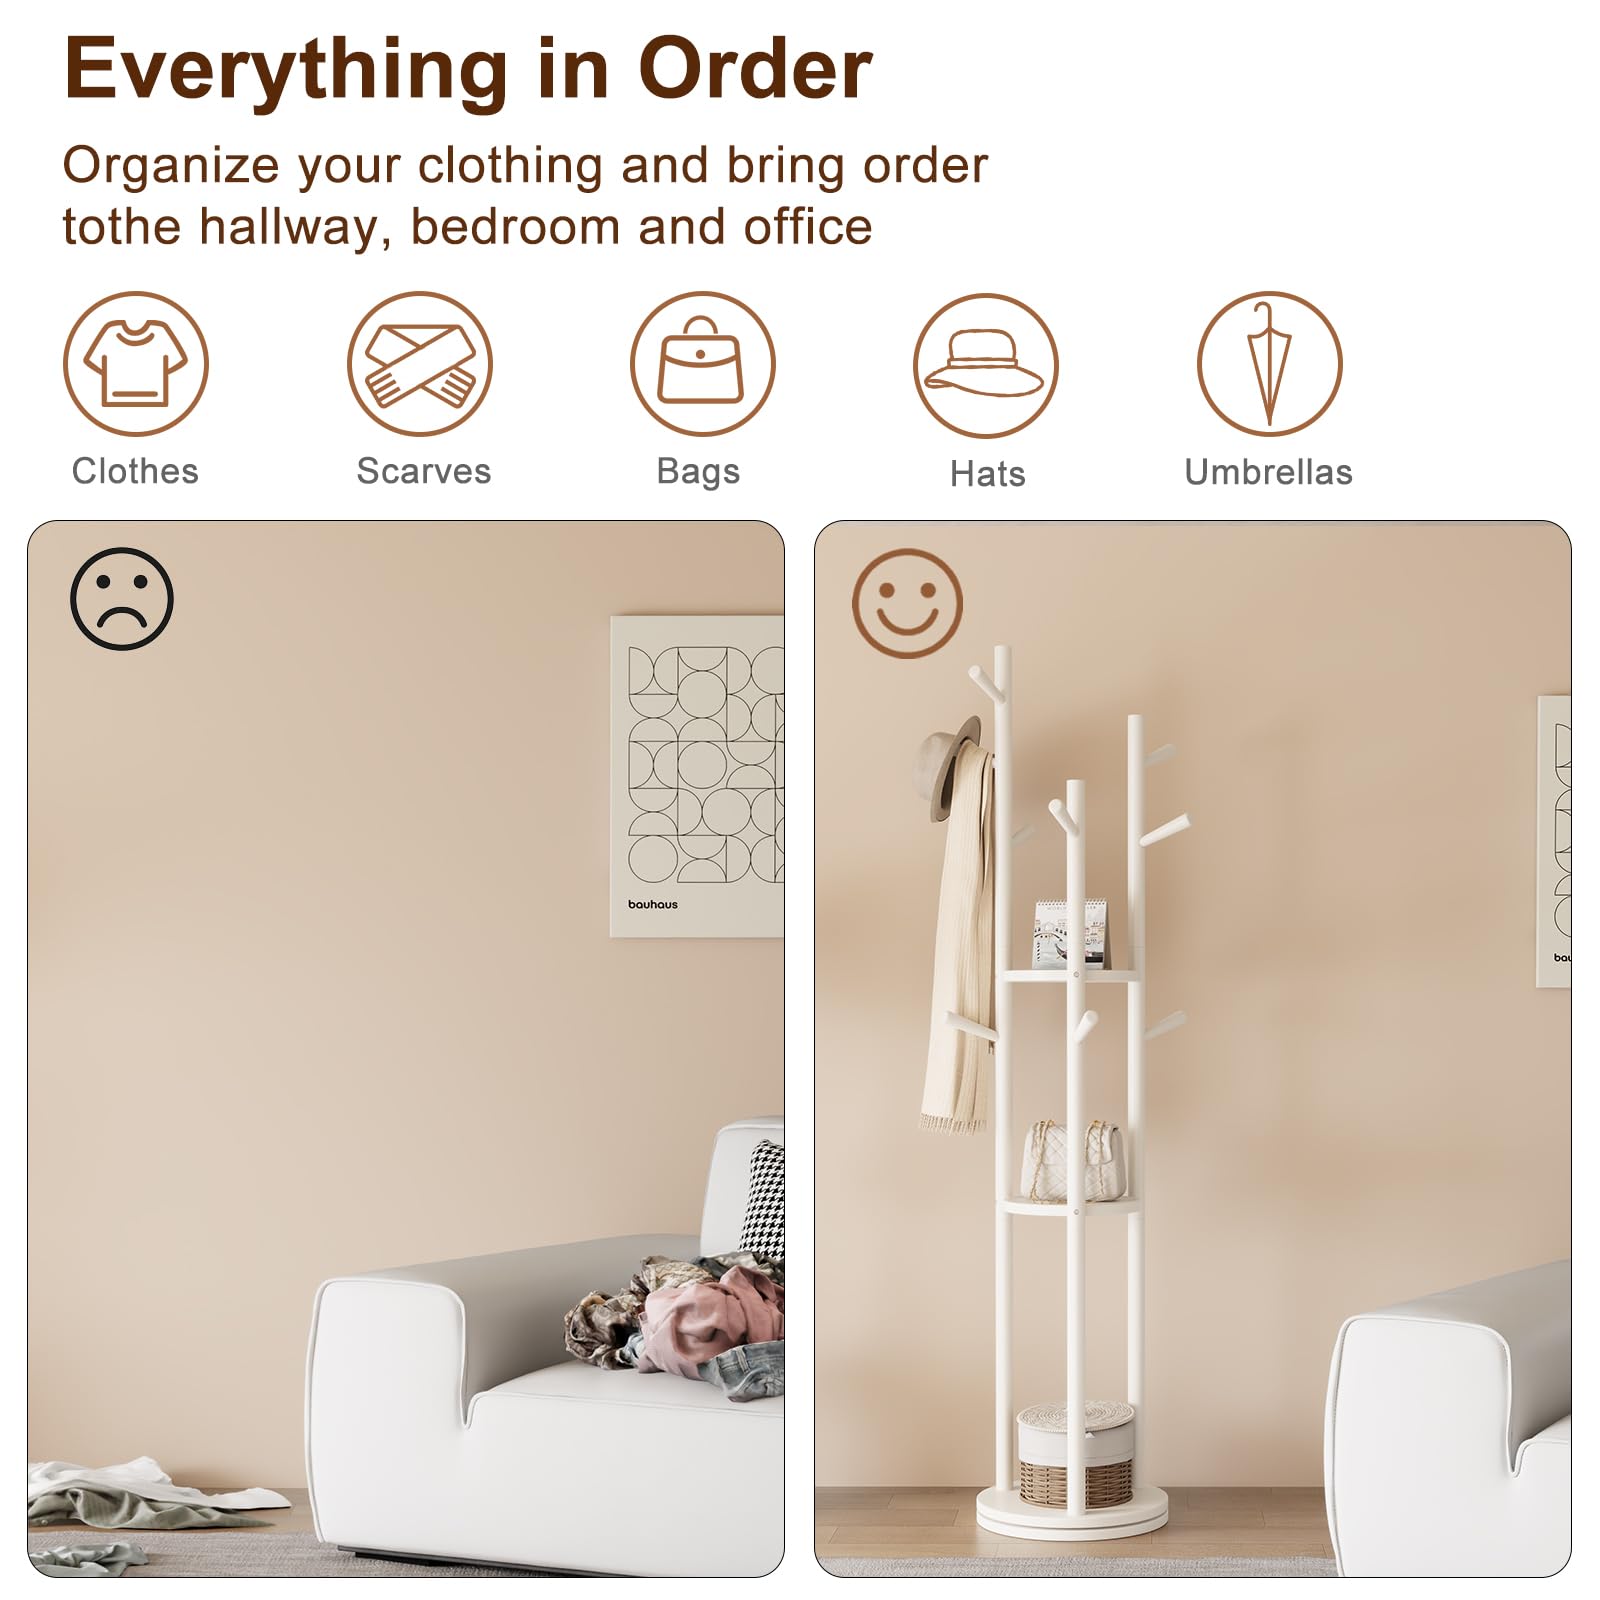 Everything in Order
Organize your clothing and bring order
tothe hallway, bedroom and office
Clothes
Scarves
Bags
Hats
Umbrellas
bauhaus
bau